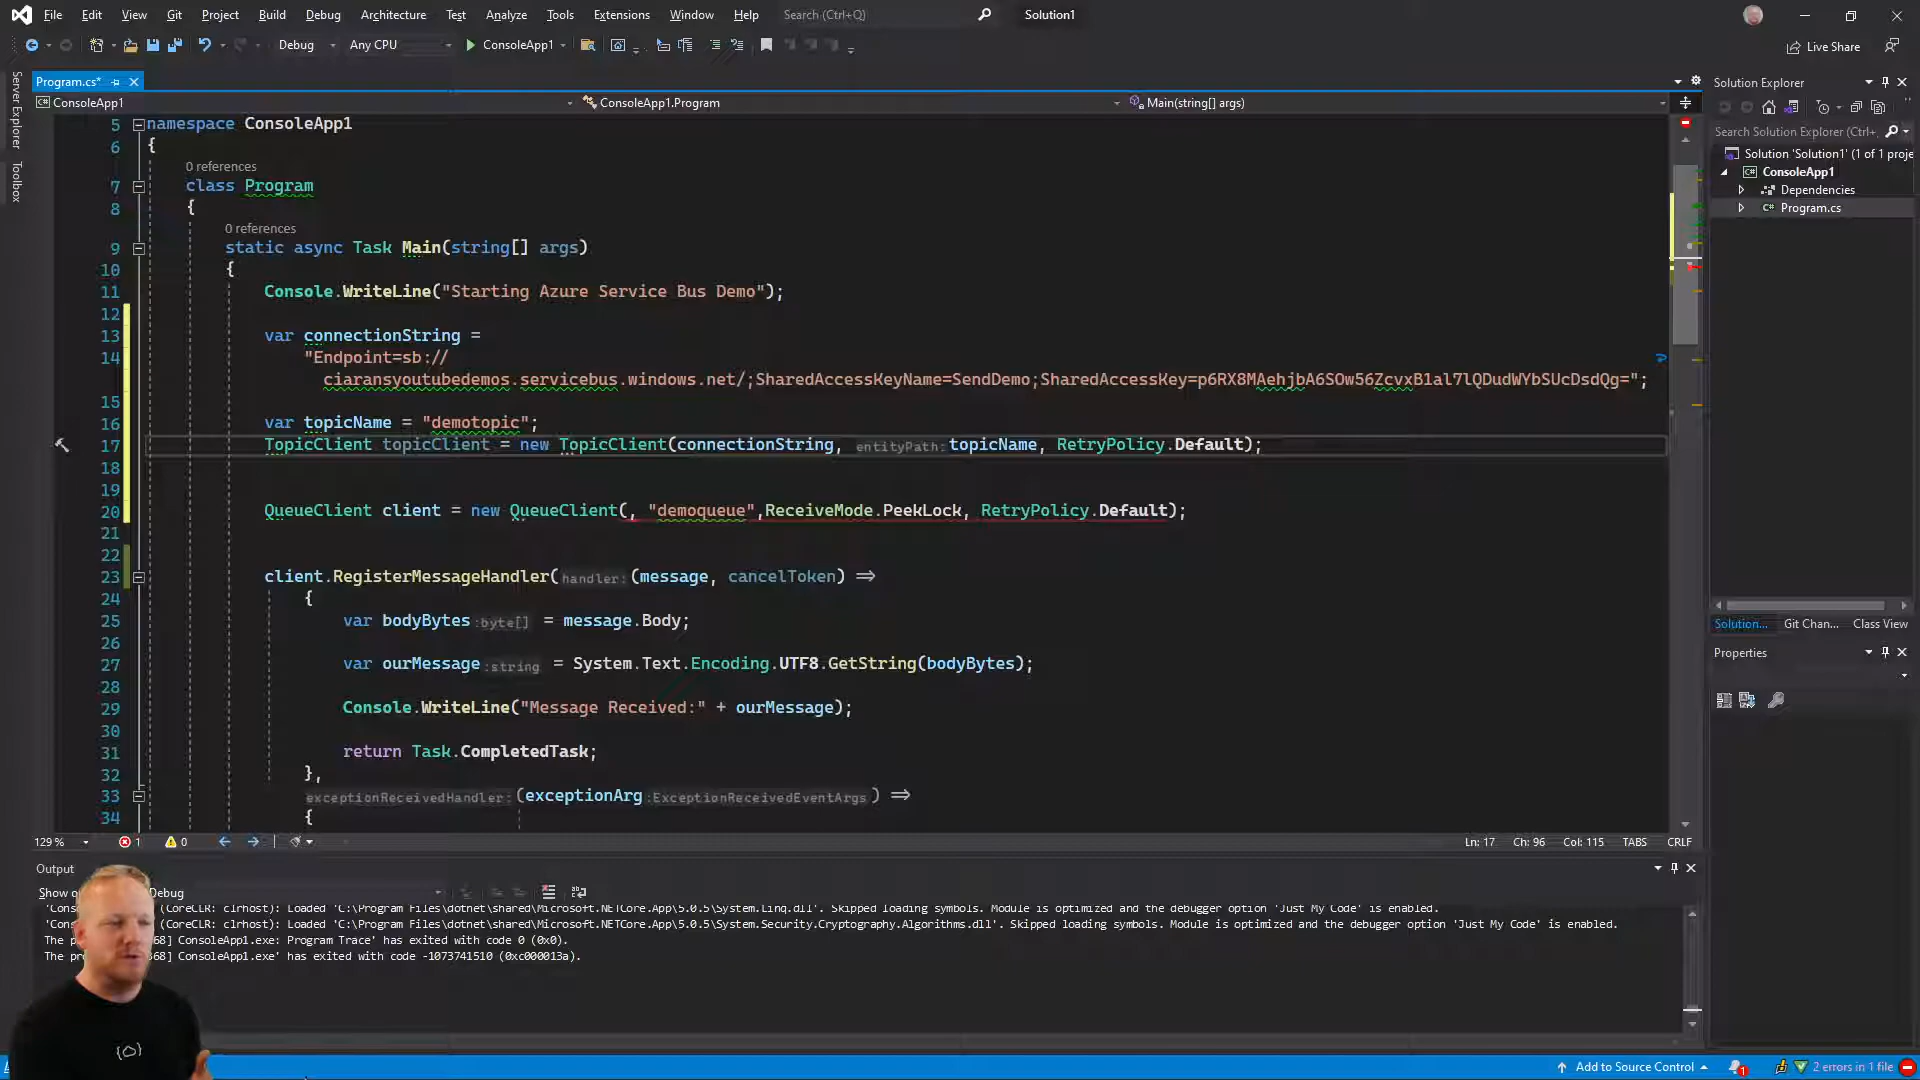 File Edit View Git Project Build Debug Architecture Test Analyze Tools Extensions Window Help Search (Ctrl+Q) Solution1
Debug Any CPU ConsoleApp1 Live Share
Server Explorer
Toolbox
Program.cs*
ConsoleApp1 ConsoleApp1.Program Main(string[] args)
5 namespace ConsoleApp1
6 {
0 references
7 class Program
8 {
0 references
9 static async Task Main(string[] args)
10 {
11 Console.WriteLine("Starting Azure Service Bus Demo");
12
13 var connectionString =
14 "Endpoint=sb://
ciaransyoutubedemos.servicebus.windows.net/;SharedAccessKeyName=SendDemo;SharedAccessKey=p6RX8MAehjbA6SOw56ZcvxB1al7lQDudWYbSUcDsdQg=";
15
16 var topicName = "demotopic";
17 TopicClient topicClient = new TopicClient(connectionString, entityPath: topicName, RetryPolicy.Default);
18
19
20 QueueClient client = new QueueClient(, "demoqueue",ReceiveMode.PeekLock, RetryPolicy.Default);
21
22
23 client.RegisterMessageHandler(handler: (message, cancelToken) =>
24 {
25 var bodyBytes :byte[] = message.Body;
26
27 var ourMessage :string = System.Text.Encoding.UTF8.GetString(bodyBytes);
28
29 Console.WriteLine("Message Received:" + ourMessage);
30
31 return Task.CompletedTask;
32 },
33 exceptionReceivedHandler: (exceptionArg :ExceptionReceivedEventArgs) =>
34 {
129 % 1 0 Ln: 17 Ch: 96 Col: 115 TABS CRLF
Output
Show Debug
(CoreCLR: clrhost): Loaded 'C:\Program Files\dotnet\shared\Microsoft.NETCore.App\5.0.5\System.Linq.dll'. Skipped loading symbols. Module is optimized and the debugger option 'Just My Code' is enabled.
(CoreCLR: clrhost): Loaded 'C:\Program Files\dotnet\shared\Microsoft.NETCore.App\5.0.5\System.Security.Cryptography.Algorithms.dll'. Skipped loading symbols. Module is optimized and the debugger option 'Just My Code' is enabled.
The ConsoleApp1.exe: Program Trace' has exited with code 0 (0x0).
The ConsoleApp1.exe' has exited with code -1073741510 (0xc000013a).
Solution Explorer
Search Solution Explorer (Ctrl+
Solution 'Solution1' (1 of 1 proje
ConsoleApp1
Dependencies
C# Program.cs
Solution... Git Chan... Class View
Properties
Add to Source Control 1 2 errors in 1 file